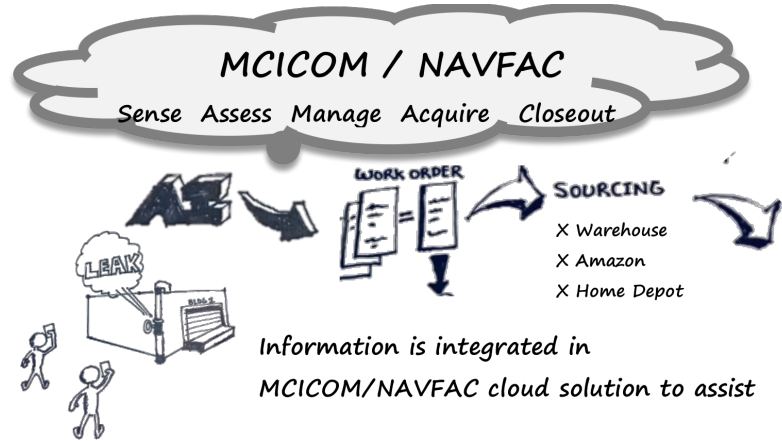 MCICOM / NAVFAC
Sense Assess Manage Acquire Closeout
WORK ORDER
AI
SOURCING
X Warehouse
X Amazon
X Home Depot
LEAK
BLDG 1
Information is integrated in
MCICOM/NAVFAC cloud solution to assist